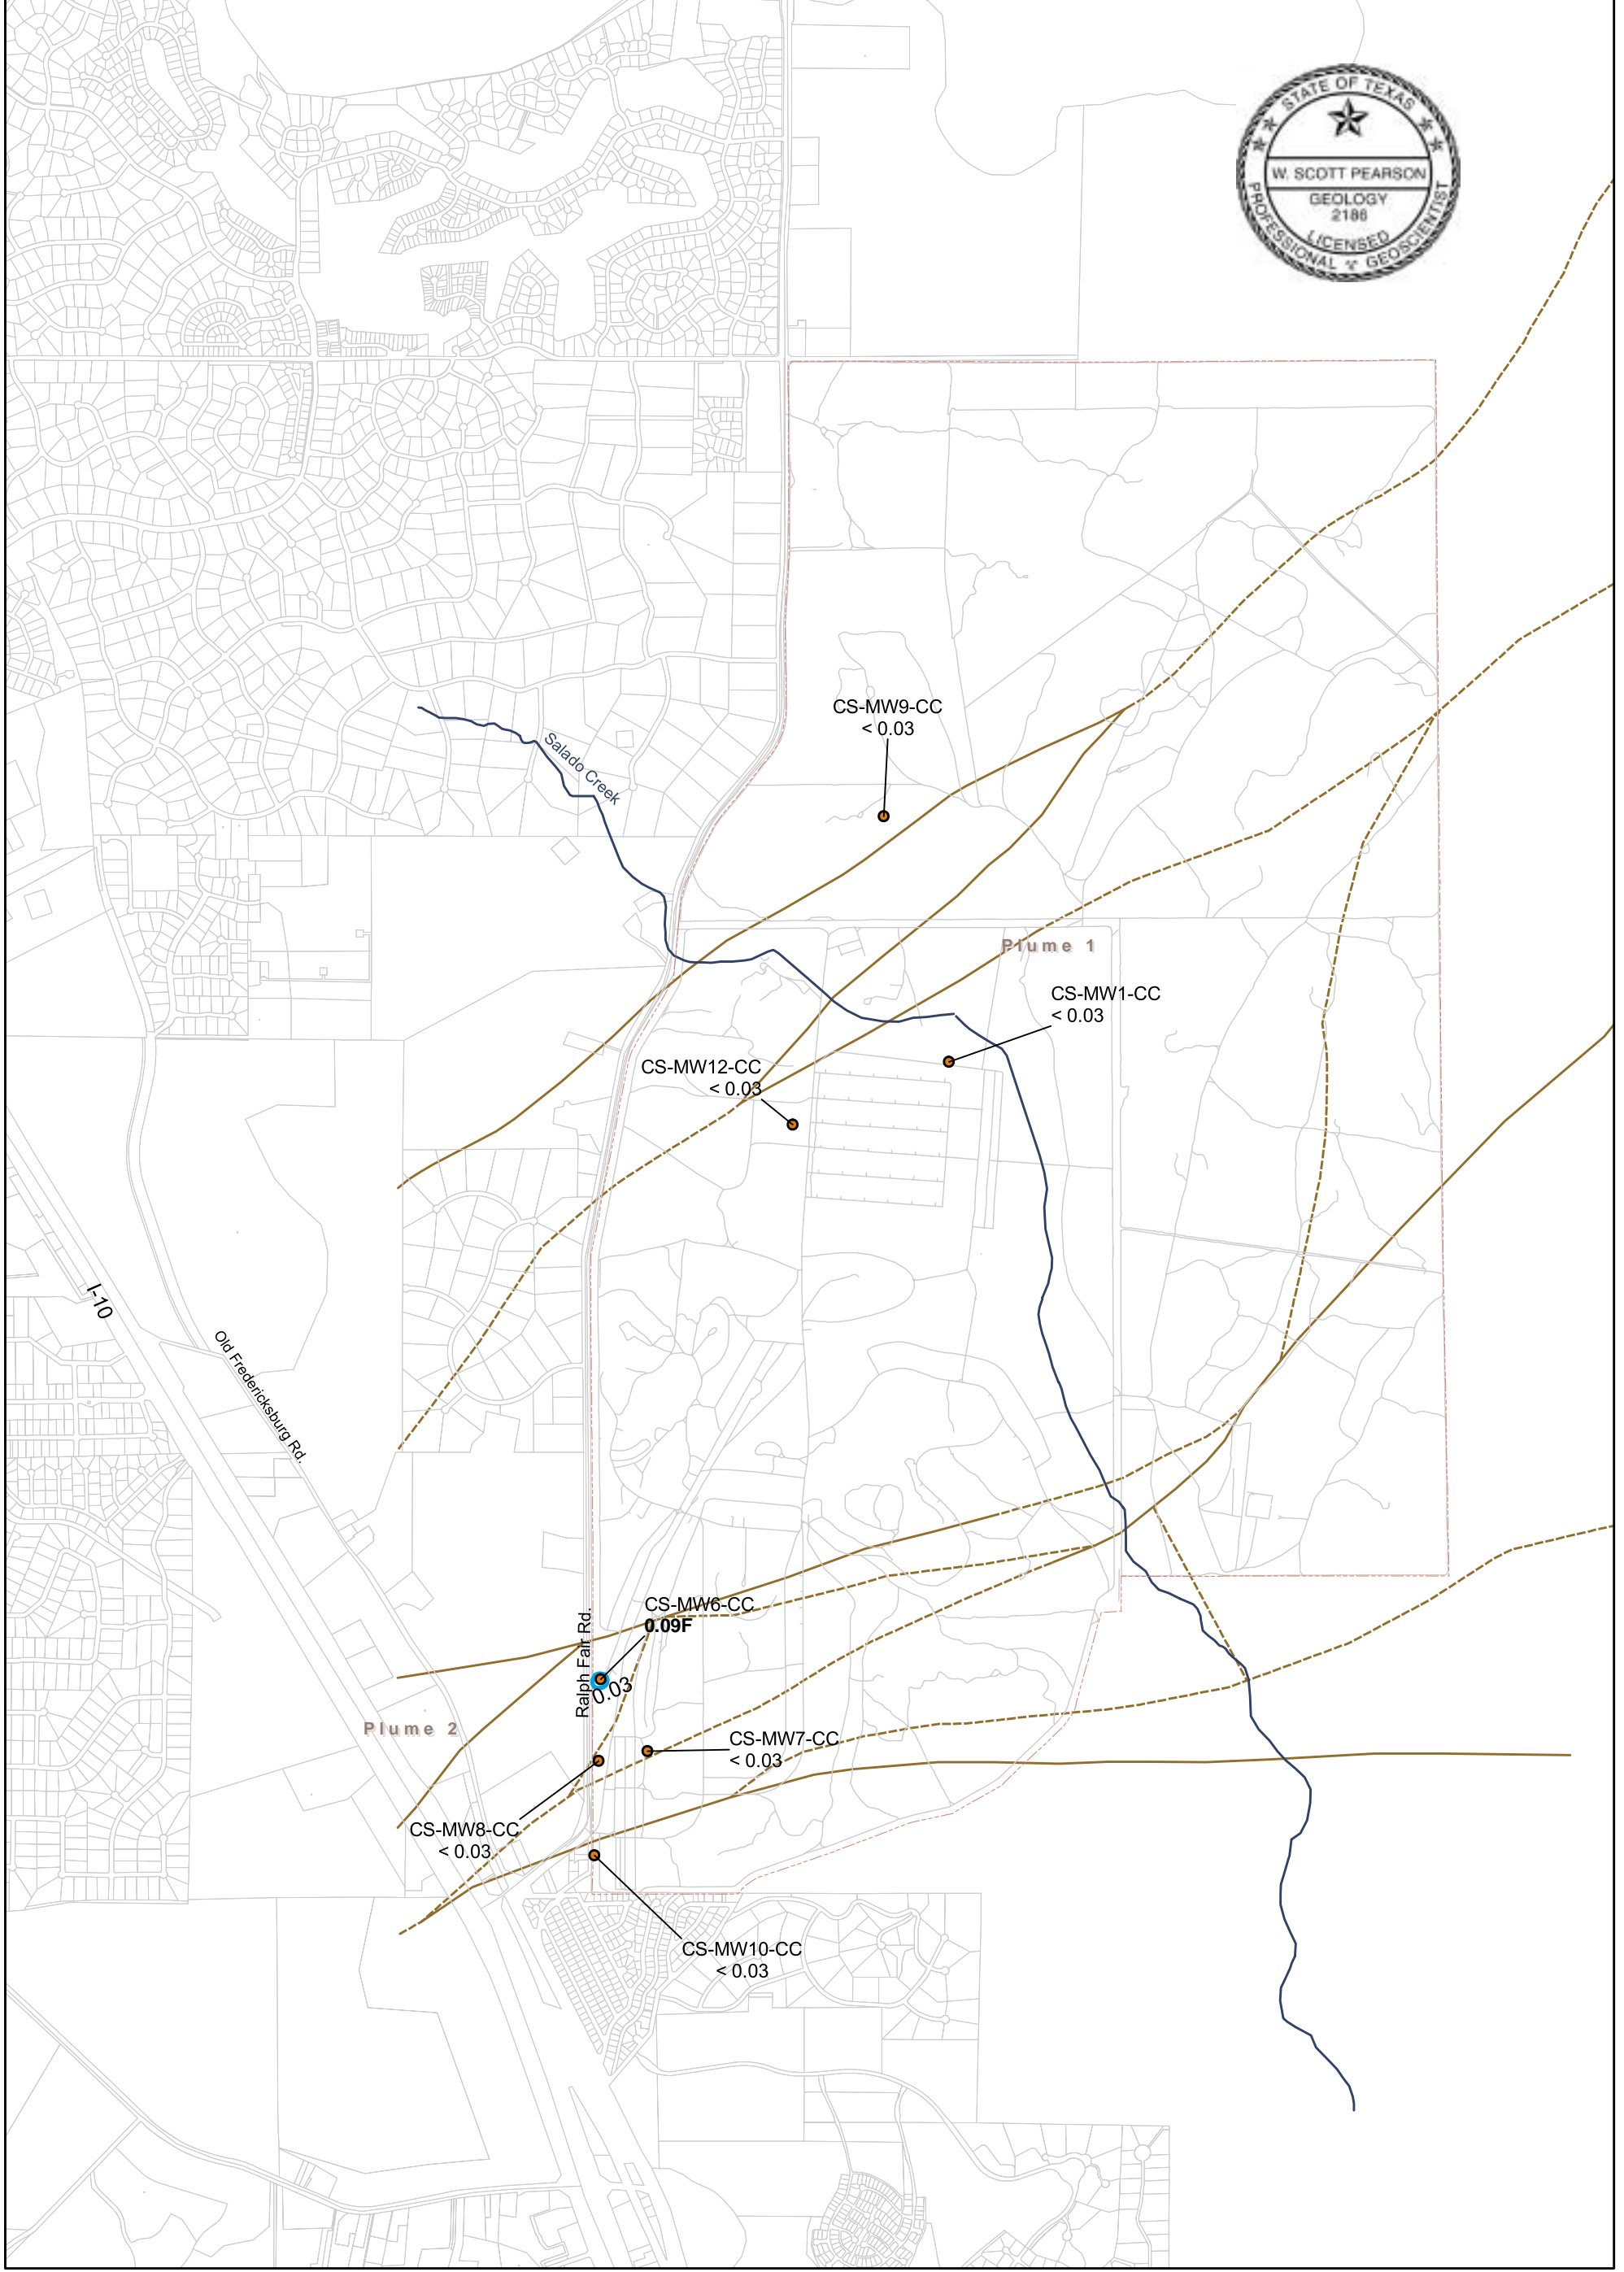 STATE OF TEXAS
W. SCOTT PEARSON
GEOLOGY
2186
LICENSED
PROFESSIONAL GEOSCIENTIST
CS-MW9-CC
< 0.03
Salado Creek
Plume 1
CS-MW1-CC
< 0.03
CS-MW12-CC
< 0.03
I-10
Old Fredericksburg Rd.
CS-MW6-CC
0.09F
Ralph Fair Rd.
0.03
Plume 2
CS-MW7-CC
< 0.03
CS-MW8-CC
< 0.03
CS-MW10-CC
< 0.03